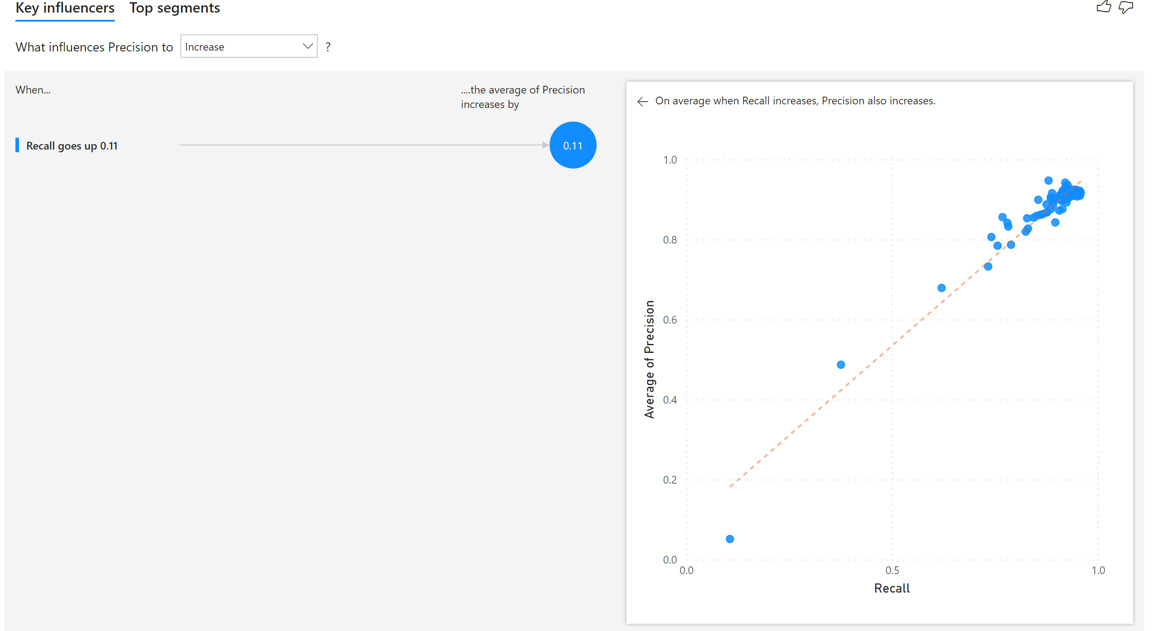 Key influencers Top segments
What influences Precision to Increase ?
When...
....the average of Precision
increases by
Recall goes up 0.11
0.11
On average when Recall increases, Precision also increases.
1.0
0.8
0.6
0.4
0.2
0.0
Average of Precision
0.0 0.5 1.0
Recall